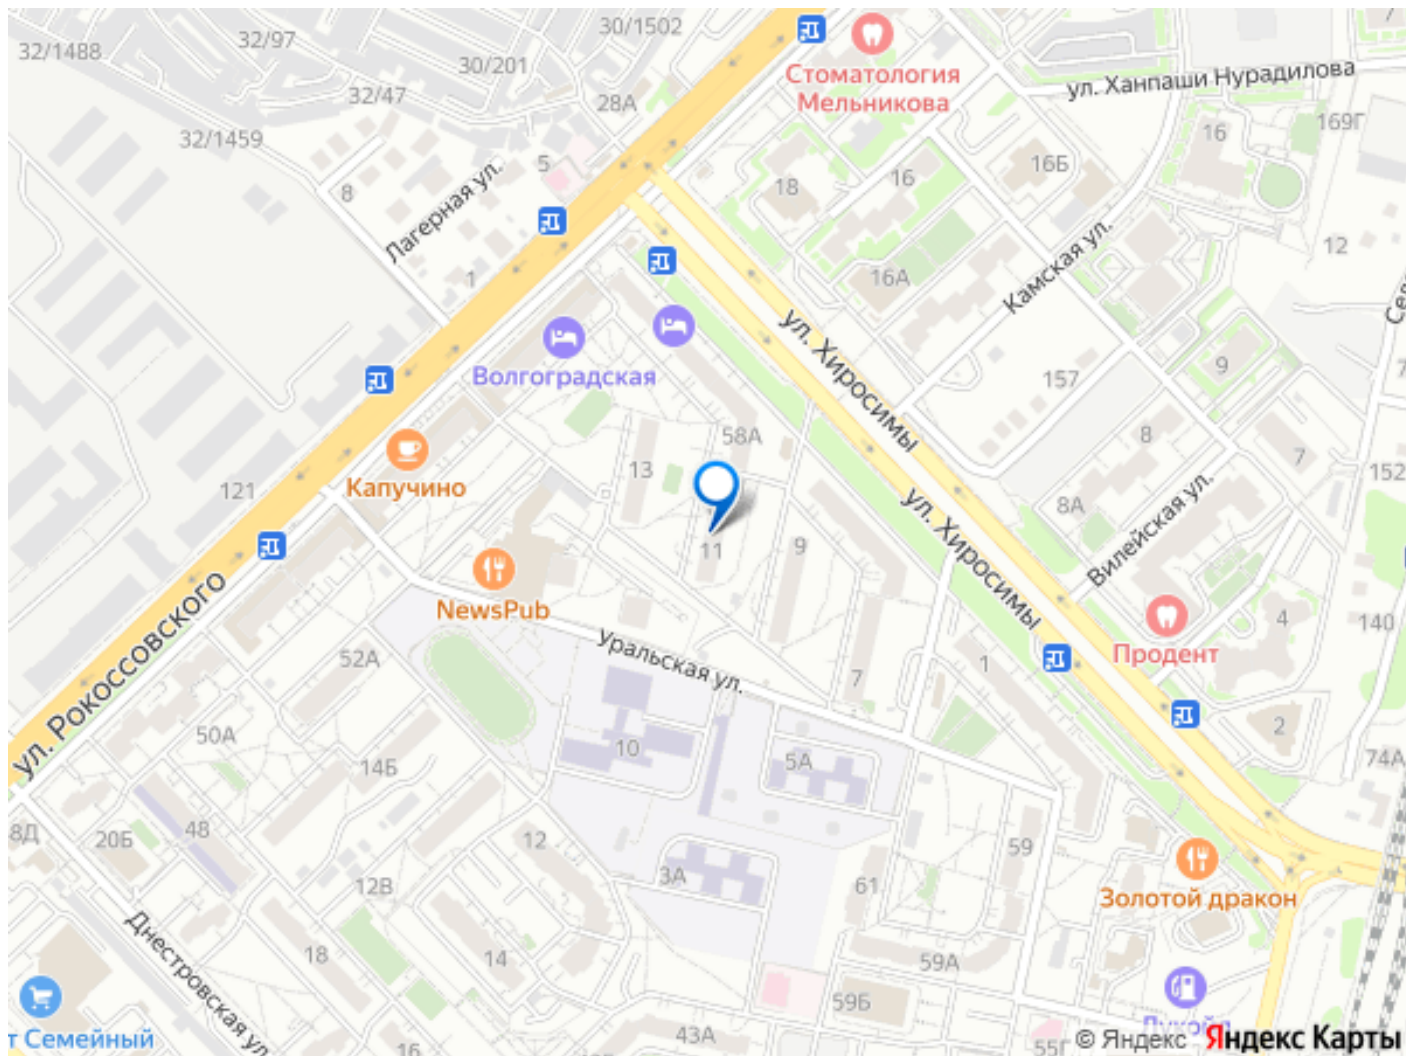 30/1502
32/1488
32/97
30/201
32/47
28А
Стоматология
Мельникова
ул. Ханпаши Нурадилова
169Г
16
32/1459
5
8
Лагерная ул.
18
16
16Б
12
16А
Камская ул.
1
ул. Хиросимы
Волгоградская
9
157
58А
8
7
13
Капучино
121
152
8А
ул. Хиросимы
Вилейская ул.
11
9
NewsPub
4
140
Продент
ул. Рокоссовского
52А
Уральская ул.
7
1
2
50А
10
5А
14Б
74А
48
20Б
12
59
3А
61
12В
Золотой дракон
Днестровская ул.
18
14
59А
59Б
43А
16
55Г
т Семейный
© Яндекс Яндекс Карты